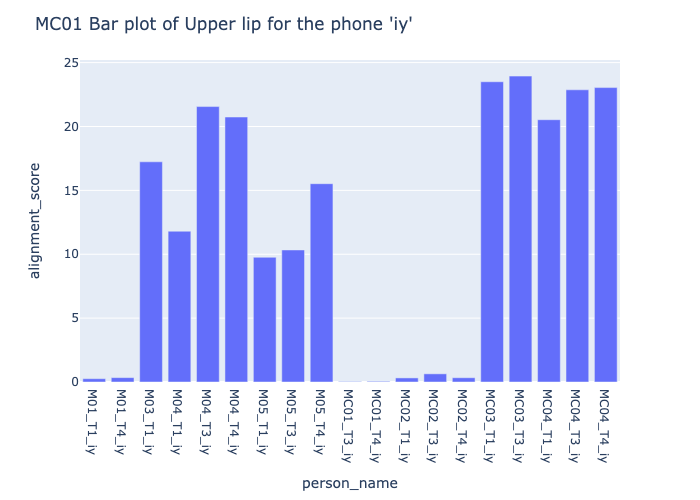 MC01 Bar plot of Upper lip for the phone 'iy'
alignment_score
25
20
15
10
5
0
M01_T1_iy
M01_T4_iy
M03_T1_iy
M04_T1_iy
M04_T3_iy
M04_T4_iy
M05_T1_iy
M05_T3_iy
M05_T4_iy
MC01_T3_iy
MC01_T4_iy
MC02_T1_iy
MC02_T3_iy
MC02_T4_iy
MC03_T1_iy
MC03_T3_iy
MC04_T1_iy
MC04_T3_iy
MC04_T4_iy
person_name